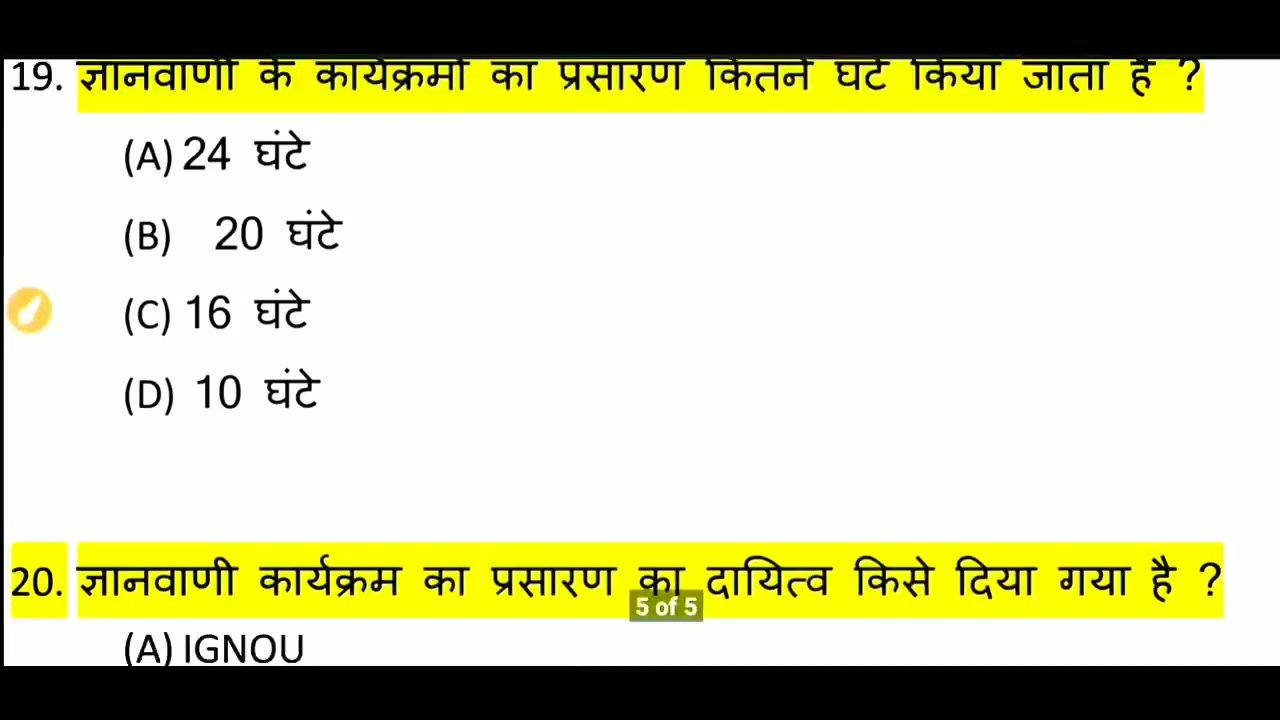 19. ज्ञानवाणी के कार्यक्रमों का प्रसारण कितने घंटे किया जाता है ?
(A) 24 घंटे
(B) 20 घंटे
(C) 16 घंटे
(D) 10 घंटे
20. ज्ञानवाणी कार्यक्रम का प्रसारण का दायित्व किसे दिया गया है ?
5 of 5
(A) IGNOU